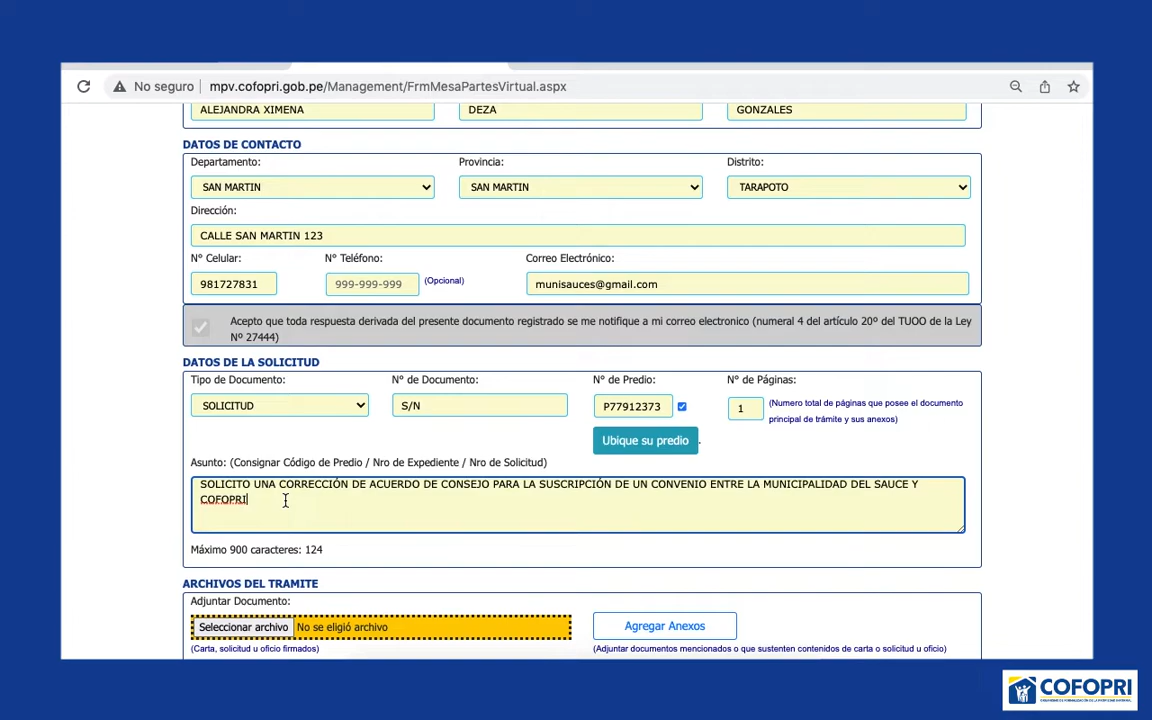 No seguro | mpv.cofopri.gob.pe/Management/FrmMesaPartesVirtual.aspx
ALEJANDRA XIMENA DEZA GONZALES
DATOS DE CONTACTO
Departamento: Provincia: Distrito:
SAN MARTIN SAN MARTIN TARAPOTO
Dirección:
CALLE SAN MARTIN 123
N° Celular: N° Teléfono: Correo Electrónico:
981727831 999-999-999 (Opcional) munisauces@gmail.com
Acepto que toda respuesta derivada del presente documento registrado se me notifique a mi correo electronico (numeral 4 del artículo 20º del TUOO de la Ley
Nº 27444)
DATOS DE LA SOLICITUD
Tipo de Documento: N° de Documento: N° de Predio: N° de Páginas:
SOLICITUD S/N P77912373 1 (Numero total de páginas que posee el documento
principal de trámite y sus anexos)
Ubique su predio .
Asunto: (Consignar Código de Predio / Nro de Expediente / Nro de Solicitud)
SOLICITO UNA CORRECCIÓN DE ACUERDO DE CONSEJO PARA LA SUSCRIPCIÓN DE UN CONVENIO ENTRE LA MUNICIPALIDAD DEL SAUCE Y
COFOPRI
Máximo 900 caracteres: 124
ARCHIVOS DEL TRAMITE
Adjuntar Documento:
Seleccionar archivo No se eligió archivo Agregar Anexos
(Carta, solicitud u oficio firmados) (Adjuntar documentos mencionados o que sustenten contenidos de carta o solicitud u oficio)
COFOPRI